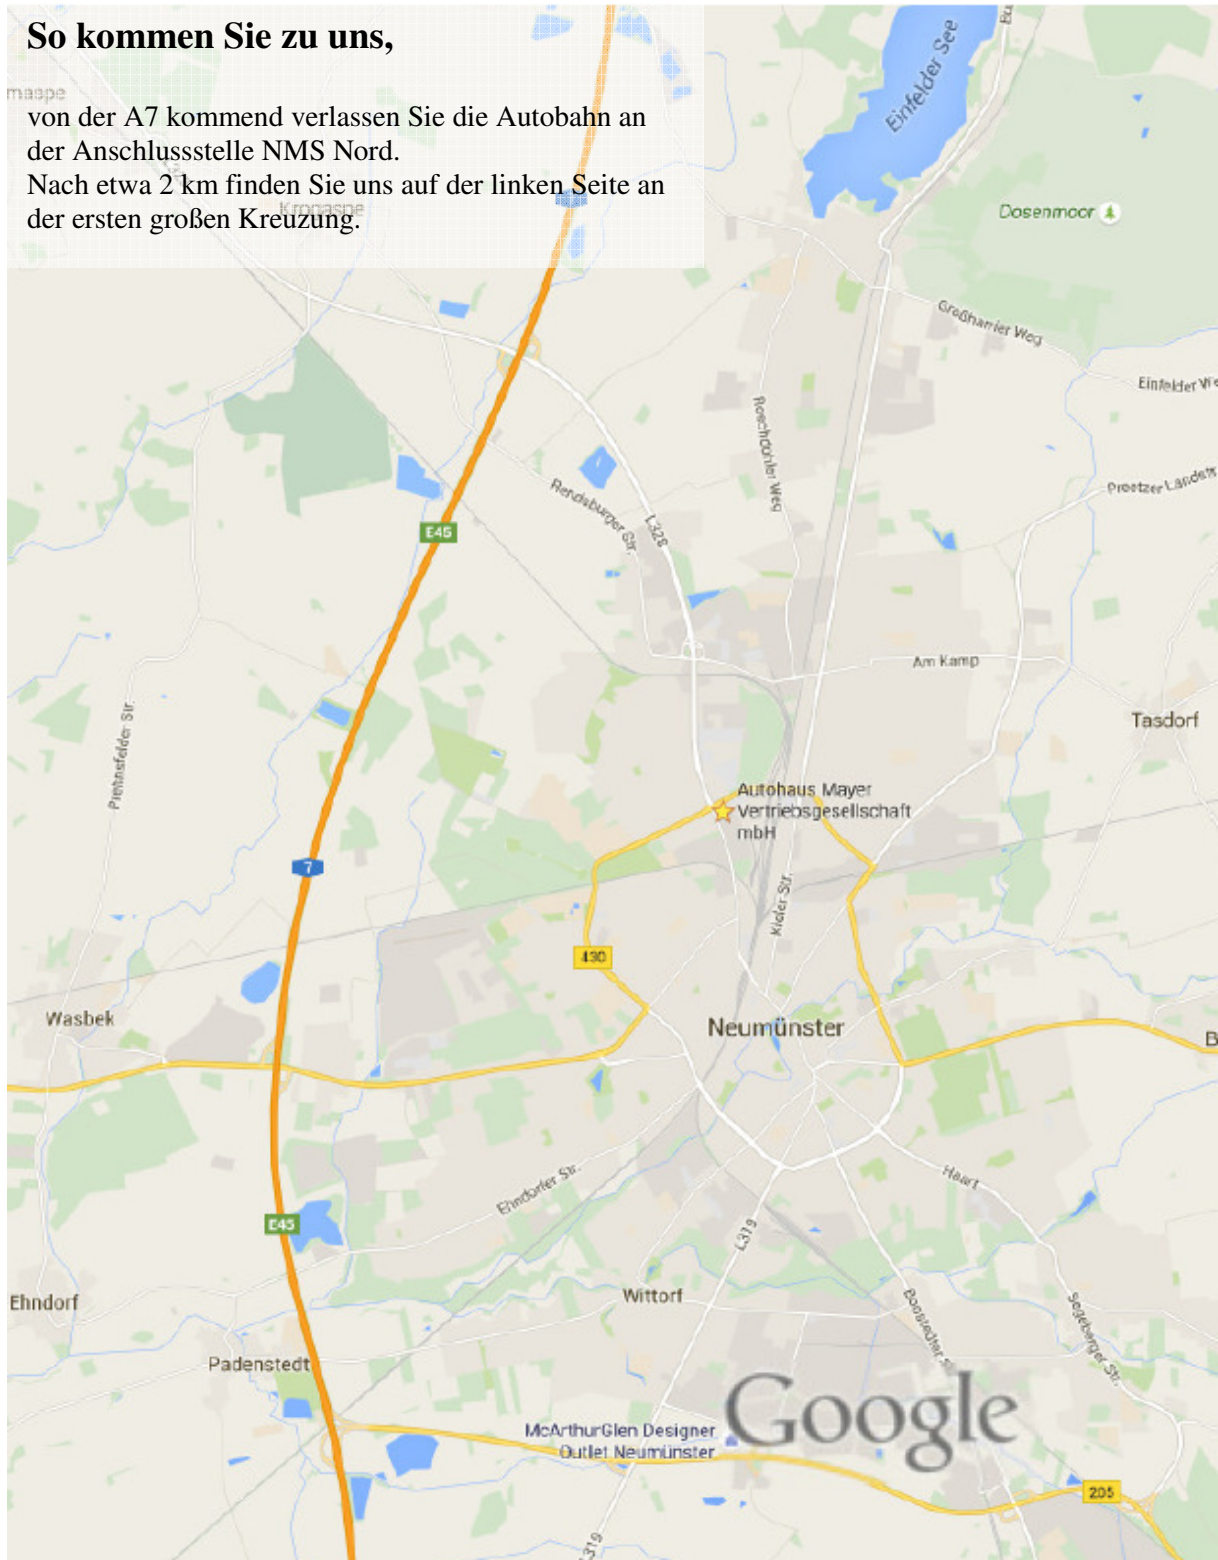 So kommen Sie zu uns,
von der A7 kommend verlassen Sie die Autobahn an
der Anschlussstelle NMS Nord.
Nach etwa 2 km finden Sie uns auf der linken Seite an
der ersten großen Kreuzung.
Einfelder See
Dosenmoor
Großharrier Weg
Einfelder
Roschdohler Weg
Preetzer Landstr
Rendsburger Str.
L328
E45
Am Kamp
Tasdorf
Autohaus Mayer
Vertriebsgesellschaft
mbH
7
Kieler Str.
430
Wasbek
Neumünster
B
Haart
Ehndorfer Str.
E45
L319
Ehndorf
Wittorf
Boostedter
Segeberger Str.
Padenstedt
Google
McArthurGlen Designer
Outlet Neumünster
205
L319